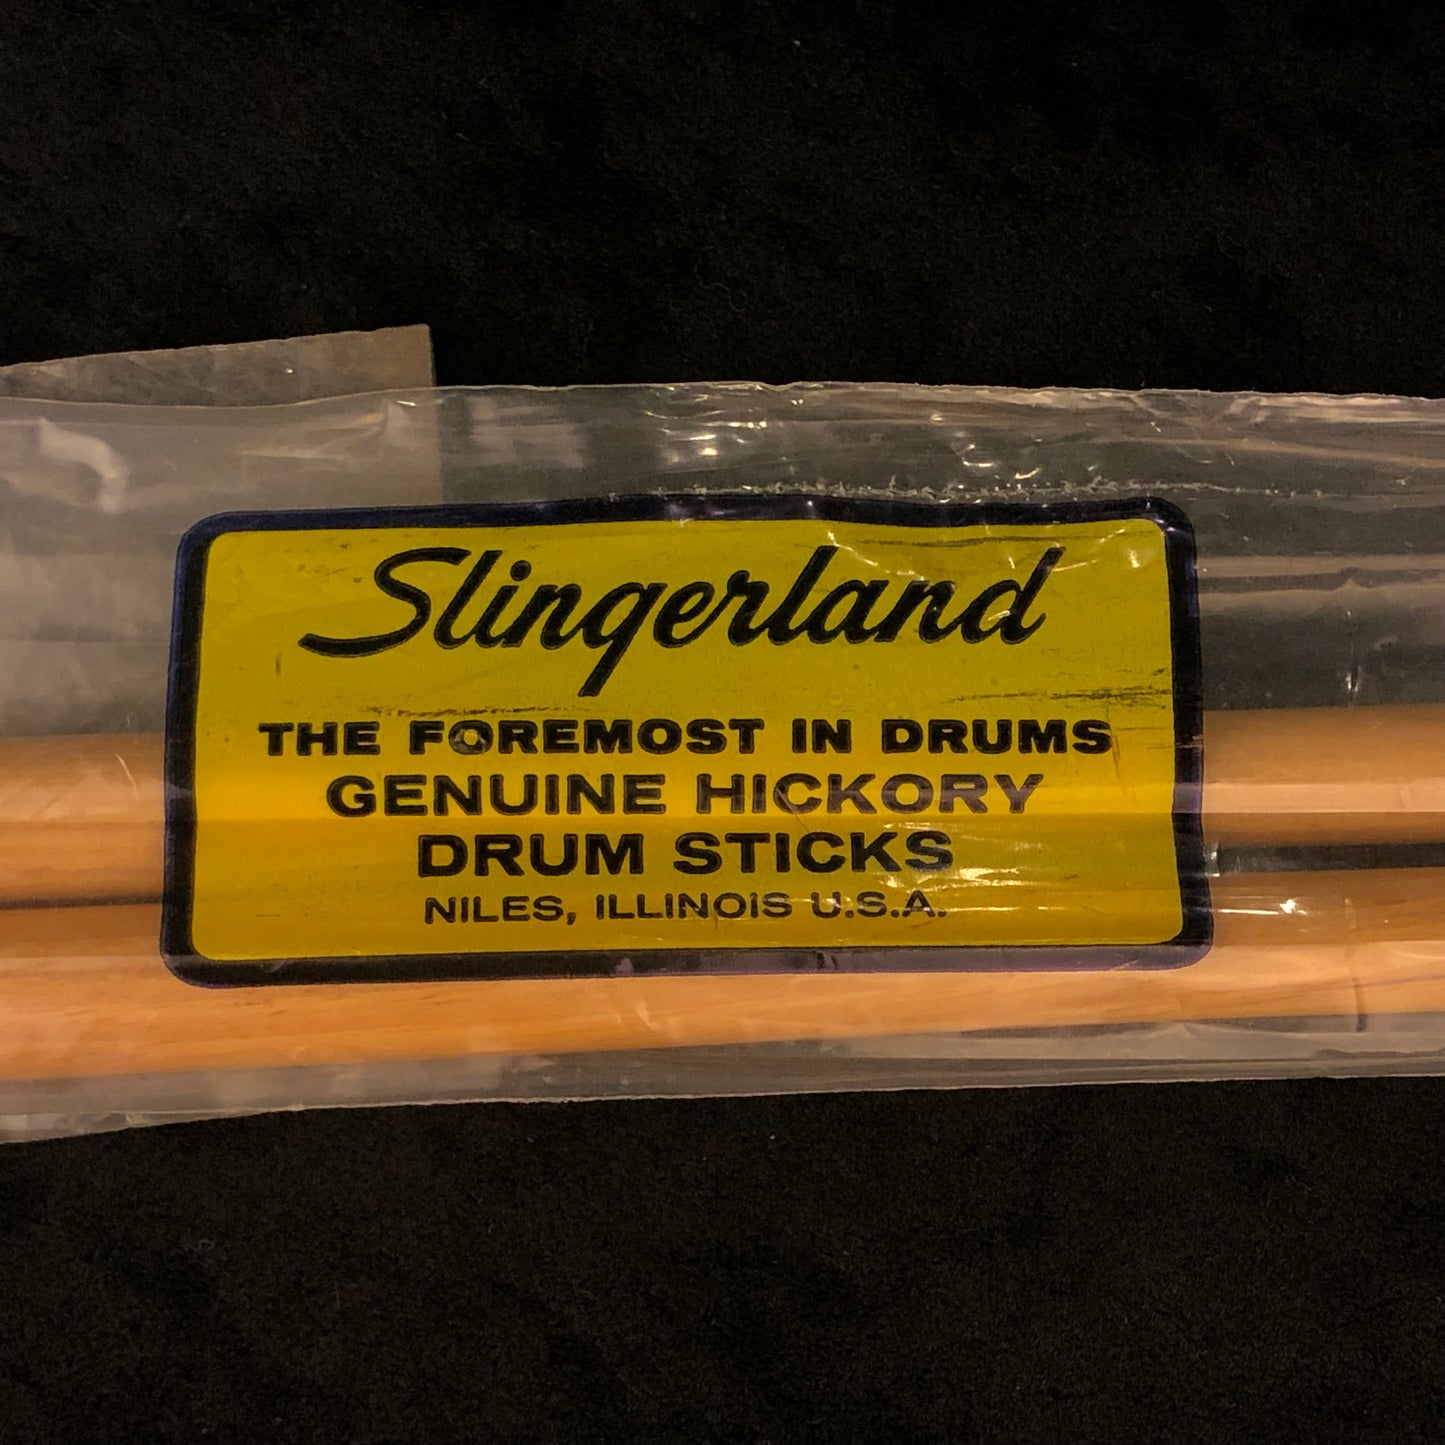 Slingerland
THE FOREMOST IN DRUMS
GENUINE HICKORY
DRUM STICKS
NILES, ILLINOIS U.S.A.